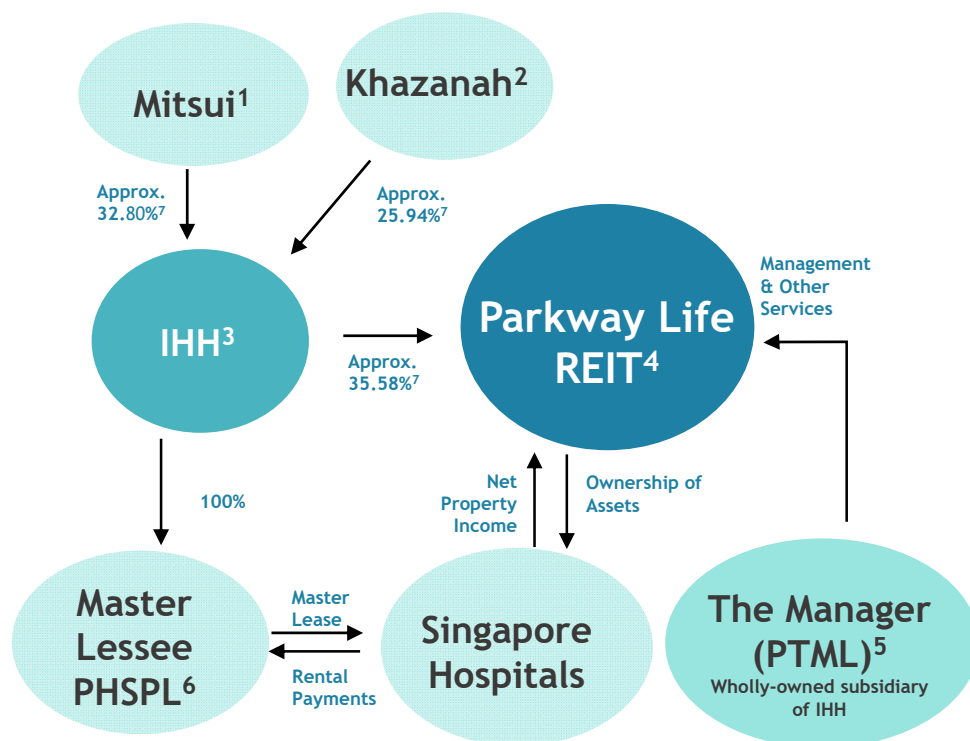 Mitsui¹
Khazanah²
Approx.
32.80%⁷
Approx.
25.94%⁷
IHH³
Approx.
35.58%⁷
Parkway Life
REIT⁴
Management
& Other
Services
100%
Net
Property
Income
Ownership of
Assets
Master
Lessee
PHSPL⁶
Master
Lease
Rental
Payments
Singapore
Hospitals
The Manager
(PTML)⁵
Wholly-owned subsidiary
of IHH